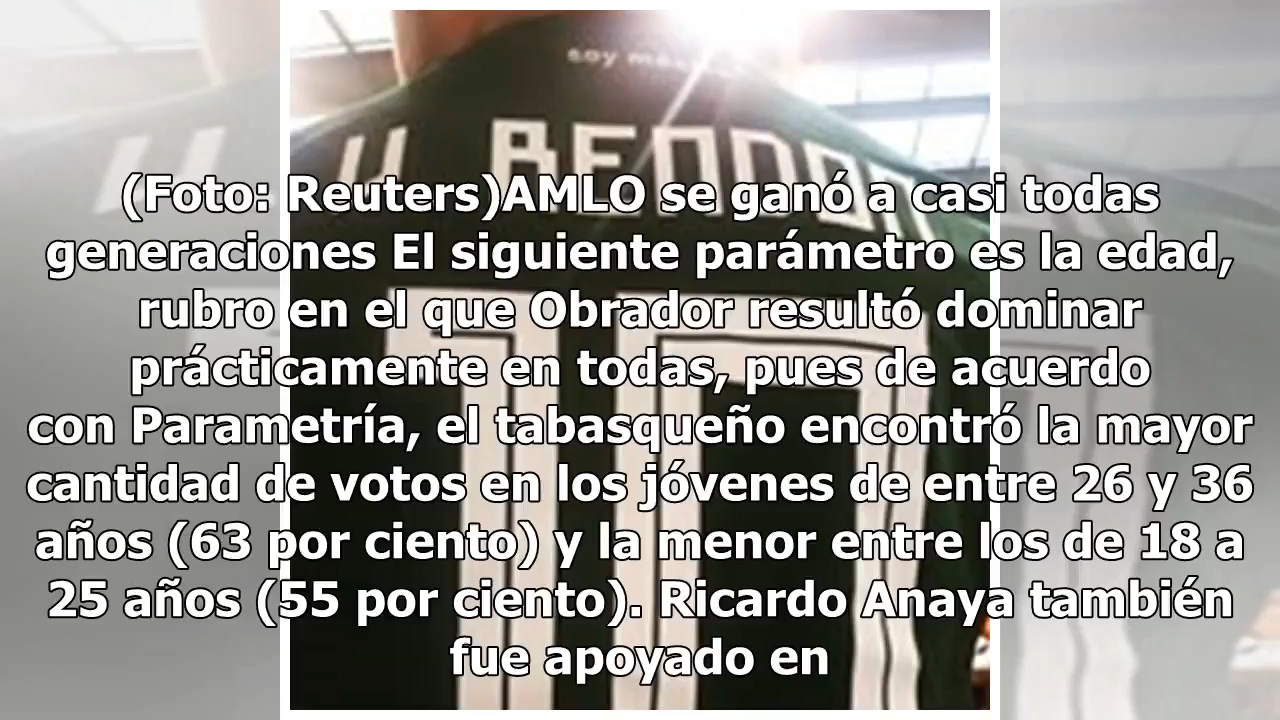 soy
U RENDON
10
(Foto: Reuters)AMLO se ganó a casi todas
generaciones El siguiente parámetro es la edad,
rubro en el que Obrador resultó dominar
prácticamente en todas, pues de acuerdo
con Parametría, el tabasqueño encontró la mayor
cantidad de votos en los jóvenes de entre 26 y 36
años (63 por ciento) y la menor entre los de 18 a
25 años (55 por ciento). Ricardo Anaya también
fue apoyado en